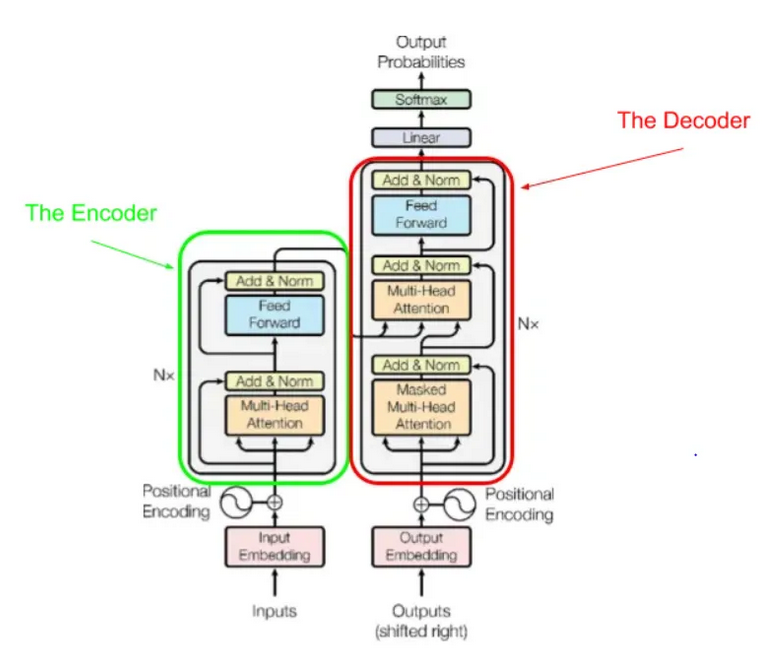 Output
Probabilities
Softmax
Linear
The Decoder
Add & Norm
Feed
Forward
Add & Norm
Multi-Head
Attention
Nx
Add & Norm
Masked
Multi-Head
Attention
Positional
Encoding
Output
Embedding
Outputs
(shifted right)
The Encoder
Add & Norm
Feed
Forward
Nx
Add & Norm
Multi-Head
Attention
Positional
Encoding
Input
Embedding
Inputs